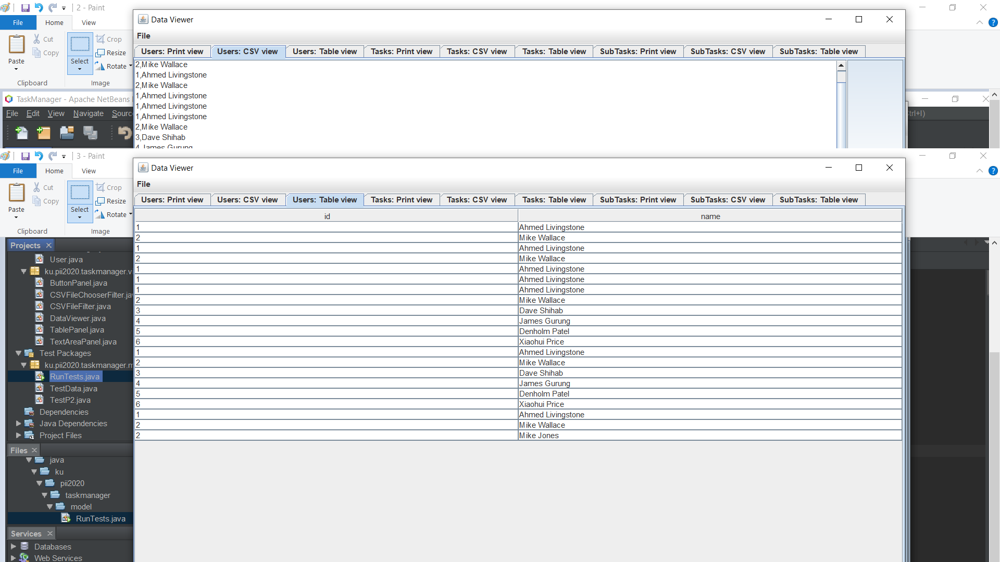 2 - Paint
File Home View
Paste
Cut
Copy
Clipboard
Select
Crop
Resize
Rotate
Image
Data Viewer
File
Users: Print view Users: CSV view Users: Table view Tasks: Print view Tasks: CSV view Tasks: Table view SubTasks: Print view SubTasks: CSV view SubTasks: Table view
2,Mike Wallace
1,Ahmed Livingstone
2,Mike Wallace
1,Ahmed Livingstone
1,Ahmed Livingstone
1,Ahmed Livingstone
2,Mike Wallace
3,Dave Shihab
4,James Gurung
TaskManager - Apache NetBeans
File Edit View Navigate Sourc
Ctrl+I)
3 - Paint
File Home View
Paste
Cut
Copy
Clipboard
Select
Crop
Resize
Rotate
Image
Data Viewer
File
Users: Print view Users: CSV view Users: Table view Tasks: Print view Tasks: CSV view Tasks: Table view SubTasks: Print view SubTasks: CSV view SubTasks: Table view
id name
1 Ahmed Livingstone
2 Mike Wallace
1 Ahmed Livingstone
2 Mike Wallace
1 Ahmed Livingstone
1 Ahmed Livingstone
1 Ahmed Livingstone
2 Mike Wallace
3 Dave Shihab
4 James Gurung
5 Denholm Patel
6 Xiaohui Price
1 Ahmed Livingstone
2 Mike Wallace
3 Dave Shihab
4 James Gurung
5 Denholm Patel
6 Xiaohui Price
1 Ahmed Livingstone
2 Mike Wallace
2 Mike Jones
Projects
User.java
ku.pii2020.taskmanager.v
ButtonPanel.java
CSVFileChooserFilter.jav
CSVFileFilter.java
DataViewer.java
TablePanel.java
TextAreaPanel.java
Test Packages
ku.pii2020.taskmanager.m
RunTests.java
TestData.java
TestP2.java
Dependencies
Java Dependencies
Project Files
Files
java
ku
pii2020
taskmanager
model
RunTests.java
Services
Databases
Web Services